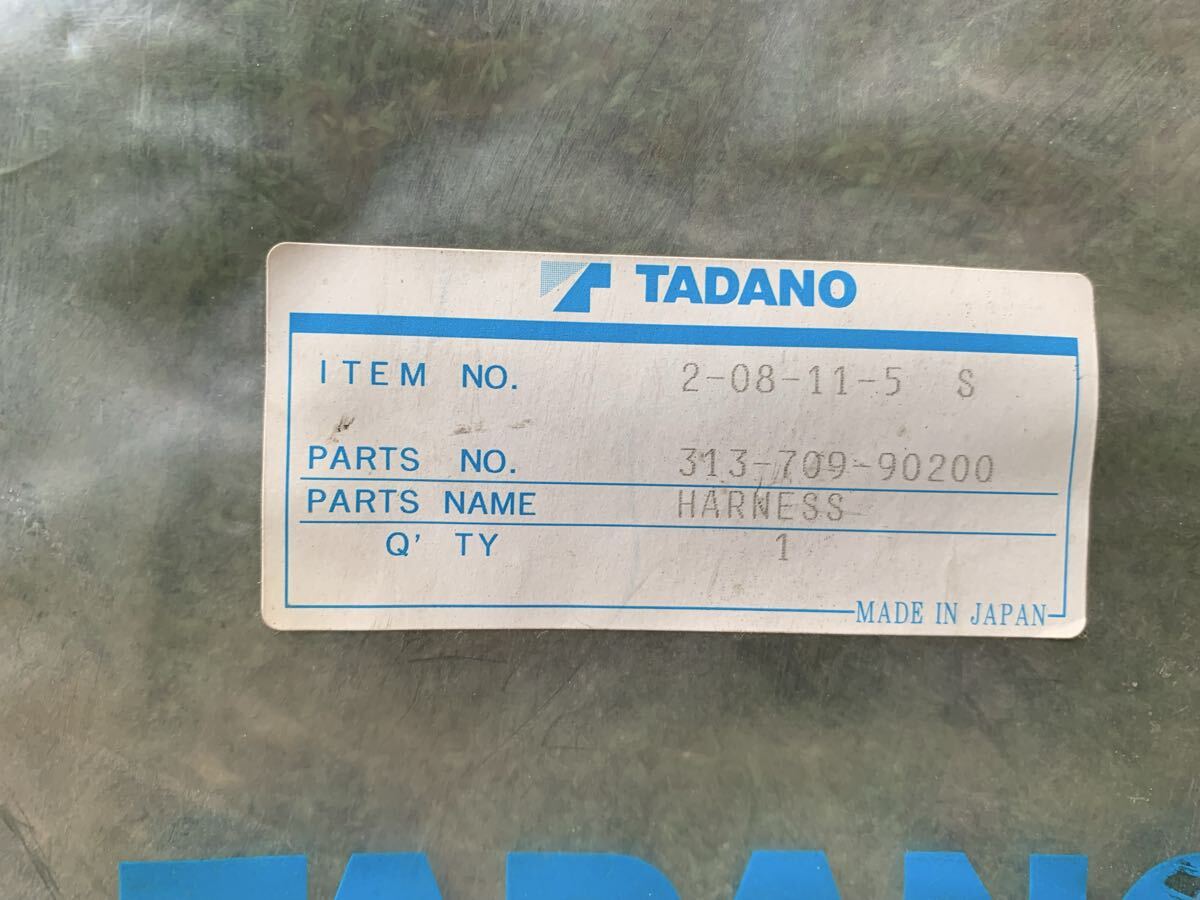 TADANO
ITEM NO. 2-08-11-5 S
PARTS NO. 313-709-90200
PARTS NAME HARNESS
Q' TY 1
MADE IN JAPAN
TADANO